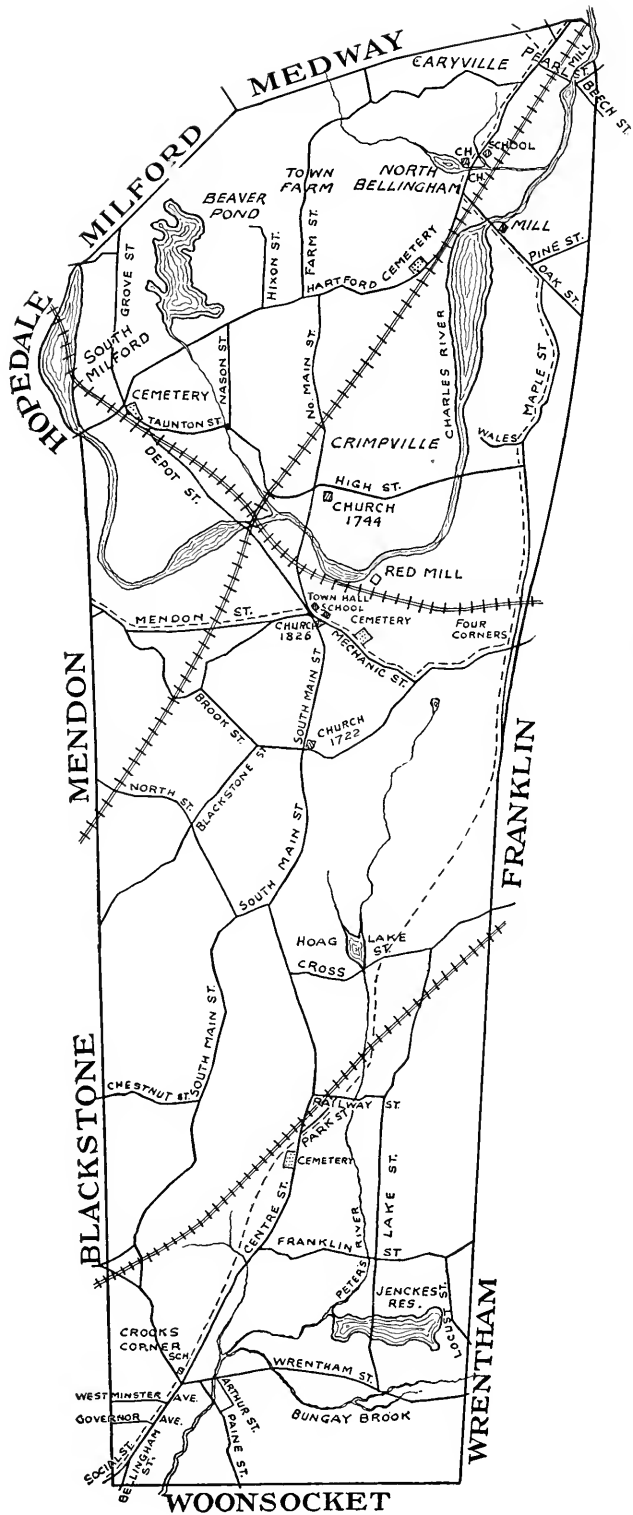 MEDWAY
CARYVILLE
PEARL ST.
MILL
BEECH ST.
MILFORD
CH.
SCHOOL
CH.
TOWN
FARM
NORTH
BELLINGHAM
BEAVER
POND
GROVE ST
HIXON ST.
FARM ST.
HARTFORD
CEMETERY
MILL
PINE ST.
OAK ST.
HOPEDALE
SOUTH
MILFORD
NASON ST.
No. MAIN ST.
CHARLES RIVER
MAPLE ST
CEMETERY
TAUNTON ST
CRIMPVILLE
WALES
DEPOT ST.
HIGH ST.
CHURCH
1744
RED MILL
TOWN HALL
SCHOOL
MENDON ST.
CEMETERY
FOUR
CORNERS
CHURCH
1826
MECHANIC ST.
SOUTH MAIN ST
MENDON
BROOK ST.
CHURCH
1722
BLACKSTONE ST
NORTH ST.
SOUTH MAIN ST
FRANKLIN
HOAG LAKE
CROSS ST.
SOUTH MAIN ST.
BLACKSTONE
CHESTNUT ST.
RAILWAY ST.
PARK ST.
CEMETERY
CENTRE ST.
LAKE ST.
FRANKLIN ST
PETER'S RIVER
JENCKES
RES.
LOCUST ST.
CROOKS
CORNER
SCH.
WRENTHAM ST.
WRENTHAM
WESTMINSTER AVE.
GOVERNOR AVE.
ARTHUR ST.
PAINE ST.
BUNGAY BROOK
SOCIAL ST.
BELLINGHAM ST.
WOONSOCKET